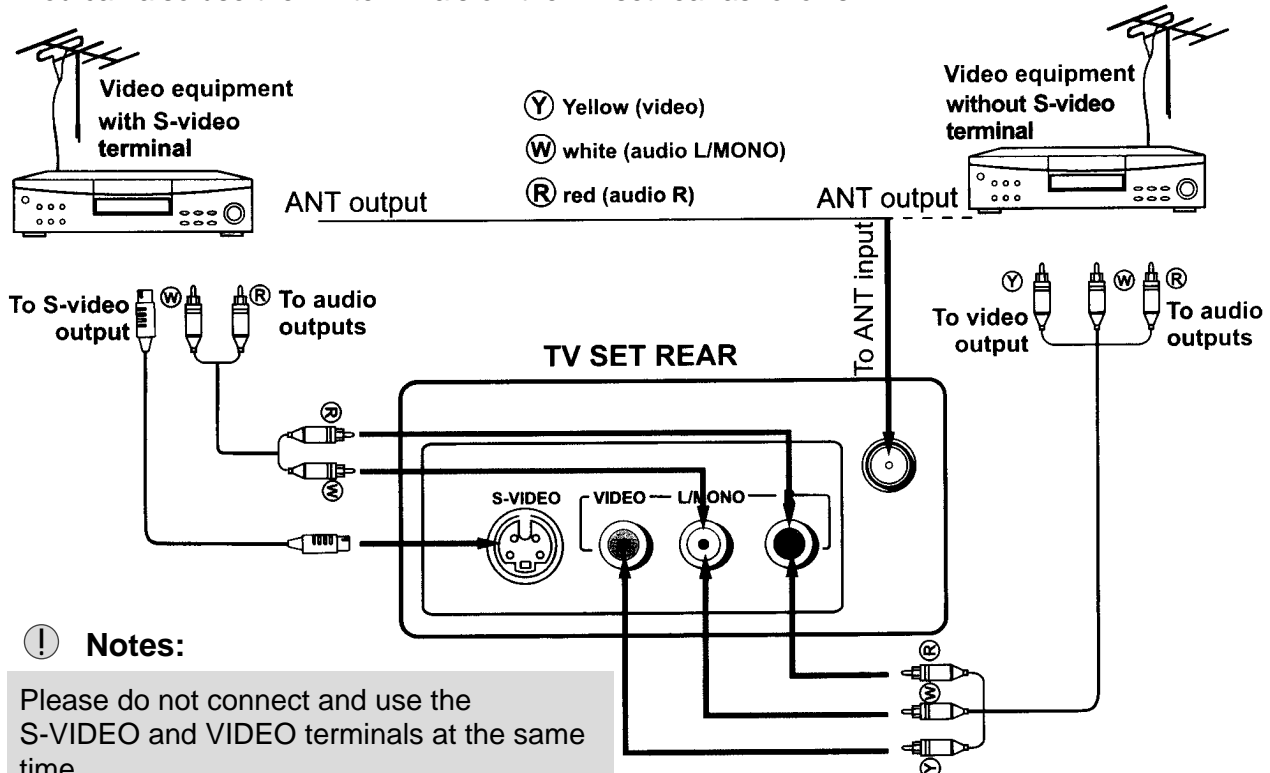 Video equipment
with S-video
terminal
Video equipment
without S-video
terminal
Y Yellow (video)
W white (audio L/MONO)
R red (audio R)
ANT output
ANT output
To ANT input
To S-video
output
W
R
To audio
outputs
Y
W
R
To video
output
To audio
outputs
TV SET REAR
R
W
S-VIDEO
VIDEO
L/MONO
! Notes:
Please do not connect and use the
S-VIDEO and VIDEO terminals at the same
time
R
W
Y